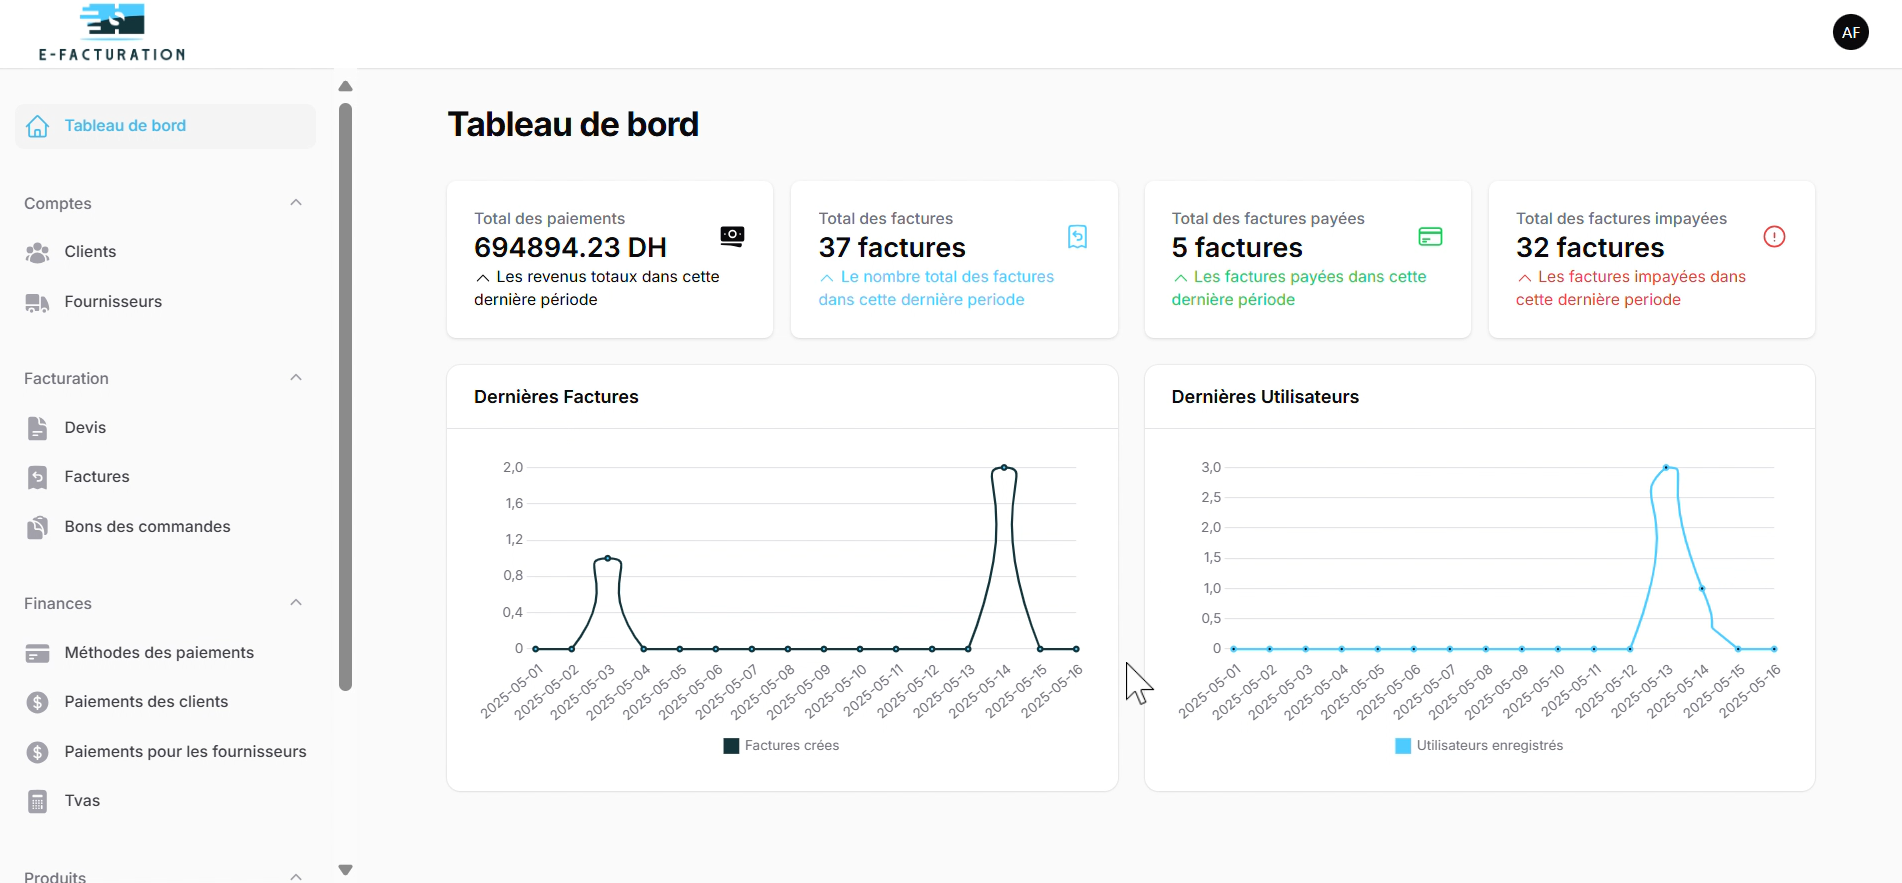 E-FACTURATION
AF
Tableau de bord
Comptes
Clients
Fournisseurs
Facturation
Devis
Factures
Bons des commandes
Finances
Méthodes des paiements
Paiements des clients
Paiements pour les fournisseurs
Tvas
Produits
Tableau de bord
Total des paiements
694894.23 DH
Les revenus totaux dans cette
dernière période
Total des factures
37 factures
Le nombre total des factures
dans cette dernière periode
Total des factures payées
5 factures
Les factures payées dans cette
dernière période
Total des factures impayées
32 factures
Les factures impayées dans
cette dernière periode
Dernières Factures
2,0
1,6
1,2
0,8
0,4
0
2025-05-01
2025-05-02
2025-05-03
2025-05-04
2025-05-05
2025-05-06
2025-05-07
2025-05-08
2025-05-09
2025-05-10
2025-05-11
2025-05-12
2025-05-13
2025-05-14
2025-05-15
2025-05-16
Factures crées
Dernières Utilisateurs
3,0
2,5
2,0
1,5
1,0
0,5
0
2025-05-01
2025-05-02
2025-05-03
2025-05-04
2025-05-05
2025-05-06
2025-05-07
2025-05-08
2025-05-09
2025-05-10
2025-05-11
2025-05-12
2025-05-13
2025-05-14
2025-05-15
2025-05-16
Utilisateurs enregistrés